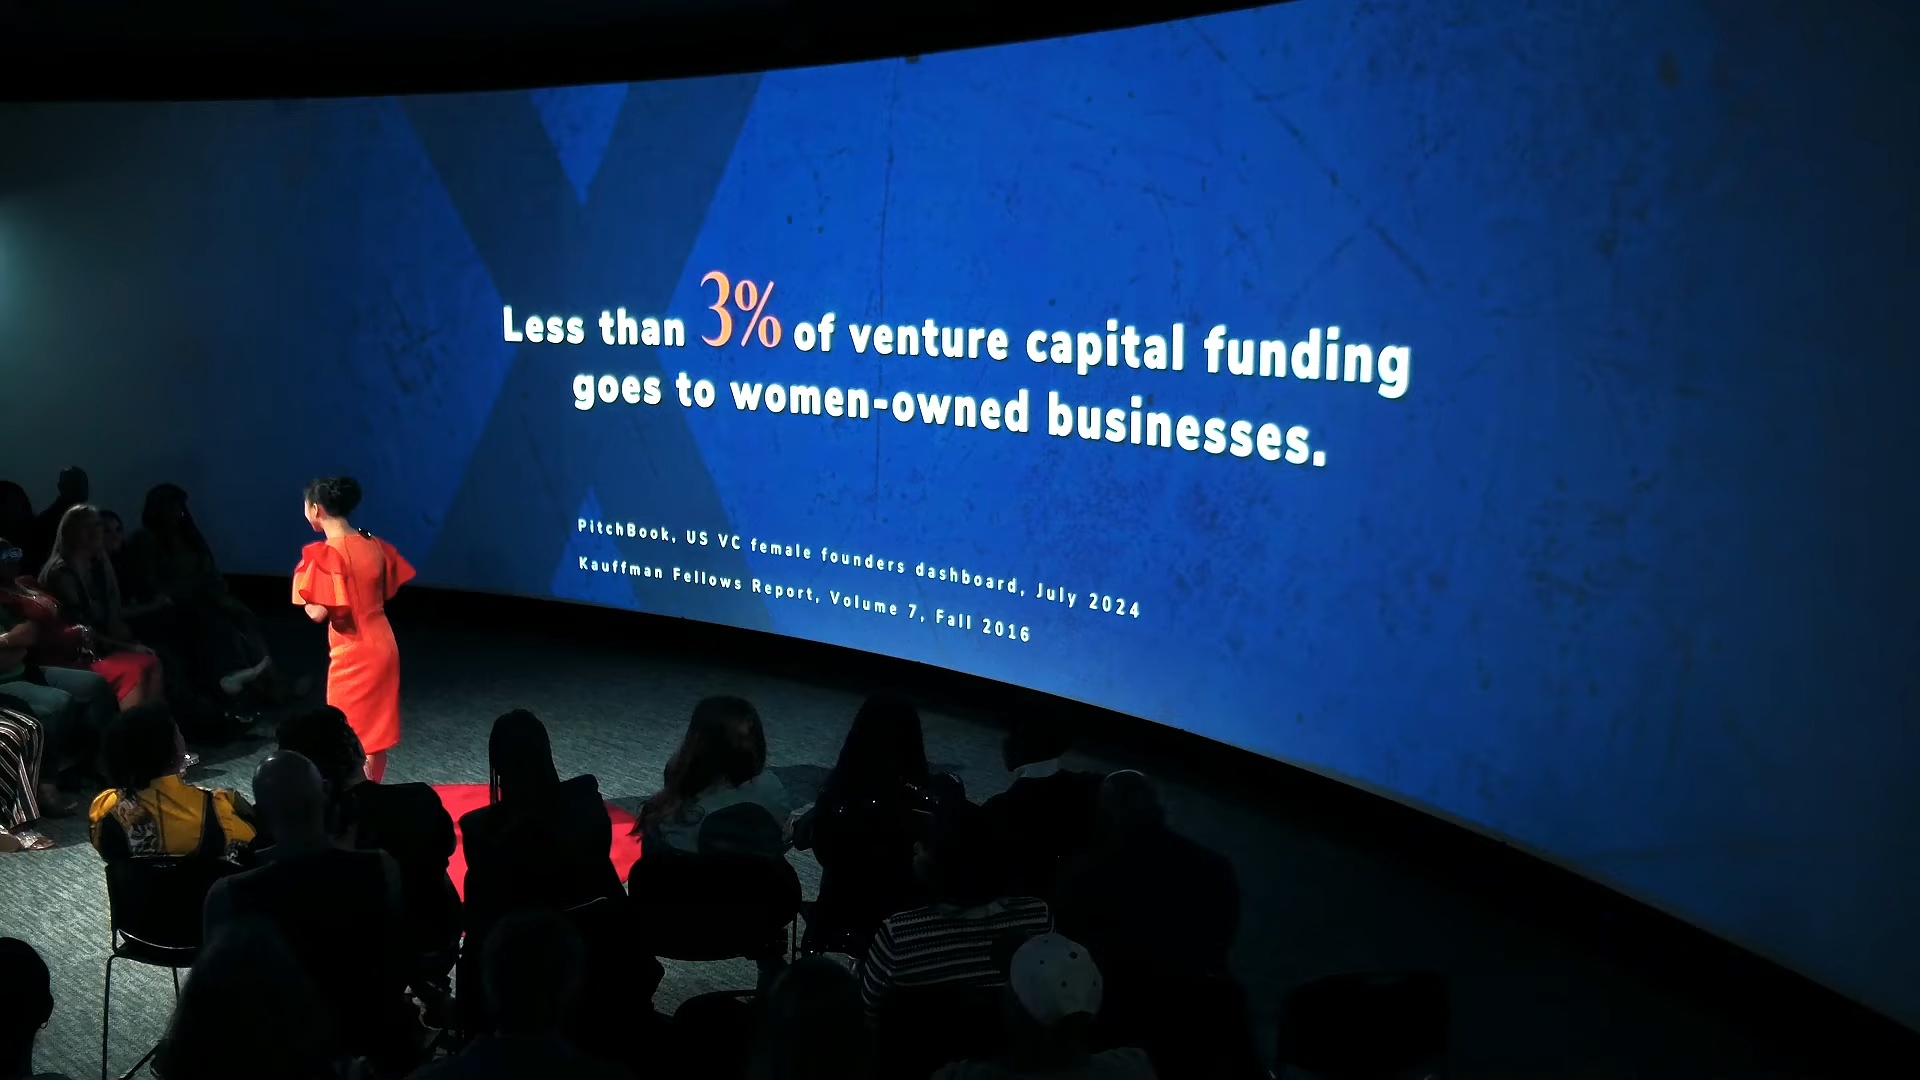 Less than 3% of venture capital funding
goes to women-owned businesses.
PitchBook, US VC female founders dashboard, July 2024
Kauffman Fellows Report, Volume 7, Fall 2016